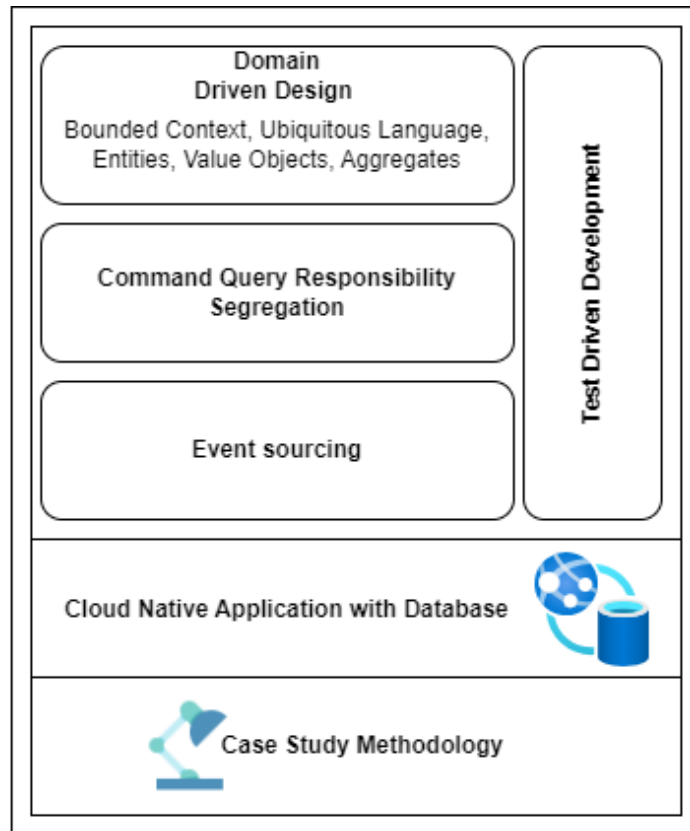 Domain
Driven Design
Bounded Context, Ubiquitous Language,
Entities, Value Objects, Aggregates
Command Query Responsibility
Segregation
Event sourcing
Test Driven Development
Cloud Native Application with Database
Case Study Methodology